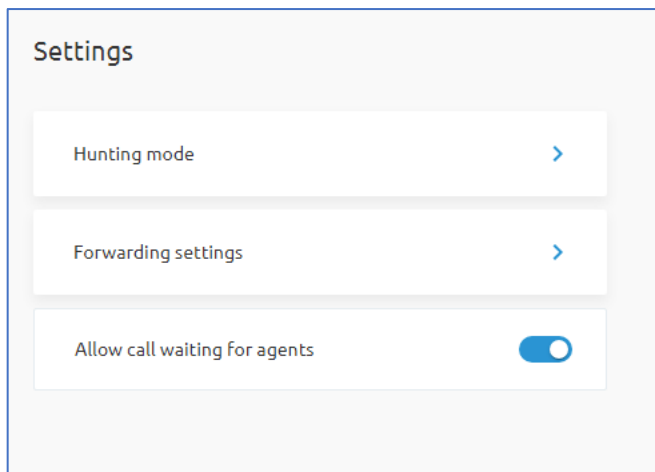 Settings
Hunting mode
Forwarding settings
Allow call waiting for agents